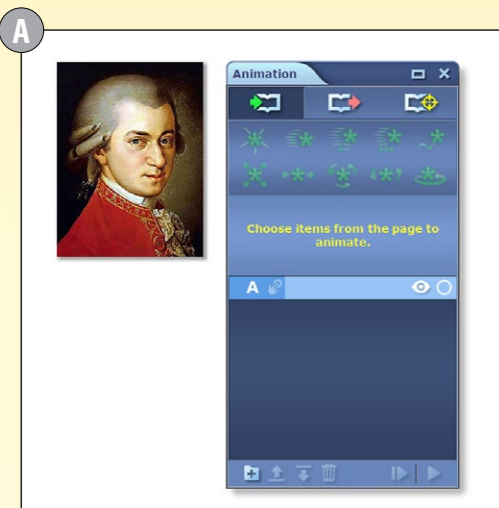 A
Animation
Choose items from the page to
animate.
A